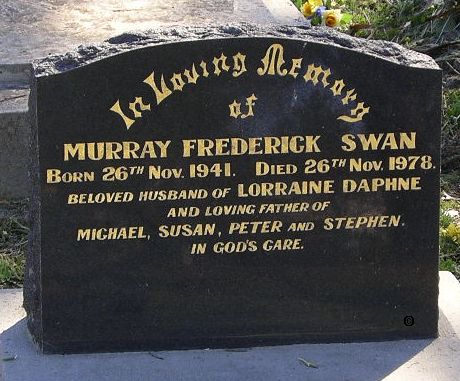 In Loving Memory
of
MURRAY FREDERICK SWAN
BORN 26TH NOV. 1941. DIED 26TH NOV. 1978.
BELOVED HUSBAND OF LORRAINE DAPHNE
AND LOVING FATHER OF
MICHAEL, SUSAN, PETER AND STEPHEN.
IN GOD'S CARE.